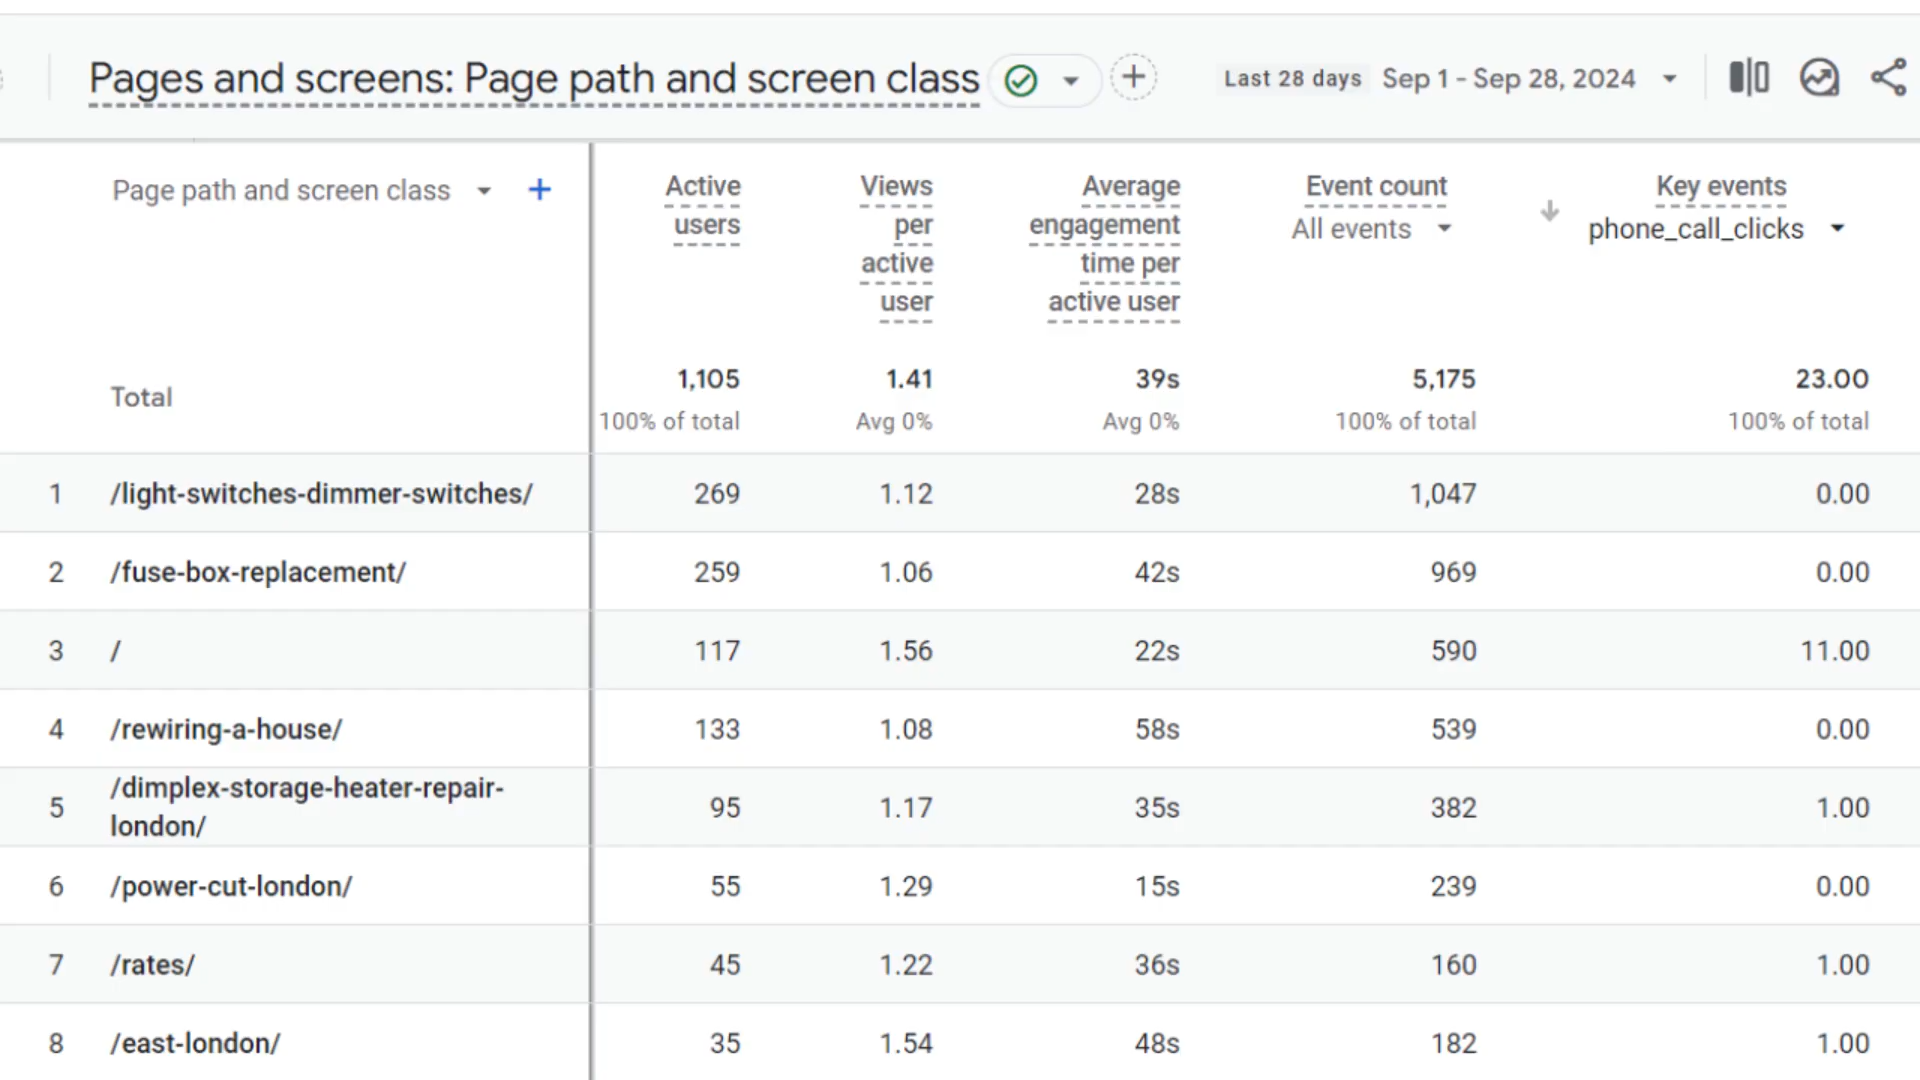 Pages and screens: Page path and screen class
Last 28 days Sep 1 - Sep 28, 2024
Page path and screen class
Active users
Views per active user
Average engagement time per active user
Event count
All events
Key events
phone_call_clicks
Total
1,105 1.41 39s 5,175 23.00
100% of total Avg 0% Avg 0% 100% of total 100% of total
1 /light-switches-dimmer-switches/ 269 1.12 28s 1,047 0.00
2 /fuse-box-replacement/ 259 1.06 42s 969 0.00
3 / 117 1.56 22s 590 11.00
4 /rewiring-a-house/ 133 1.08 58s 539 0.00
5 /dimplex-storage-heater-repair-
london/ 95 1.17 35s 382 1.00
6 /power-cut-london/ 55 1.29 15s 239 0.00
7 /rates/ 45 1.22 36s 160 1.00
8 /east-london/ 35 1.54 48s 182 1.00